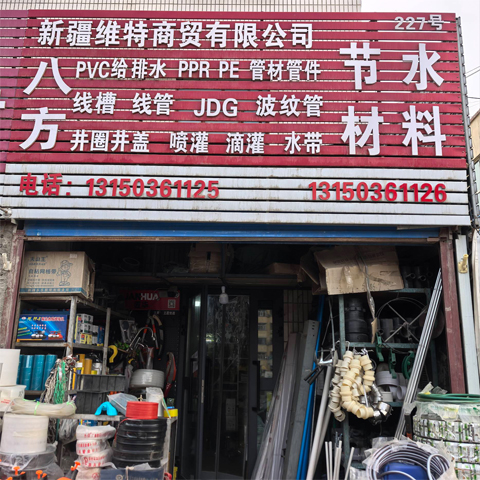 新疆维特商贸有限公司
227号
八方
PVC给排水 PPR PE 管材管件
线槽 线管 JDG 波纹管
井圈井盖 喷灌 滴灌 水带
节水
材料
电话：13150361125 13150361126
HUA